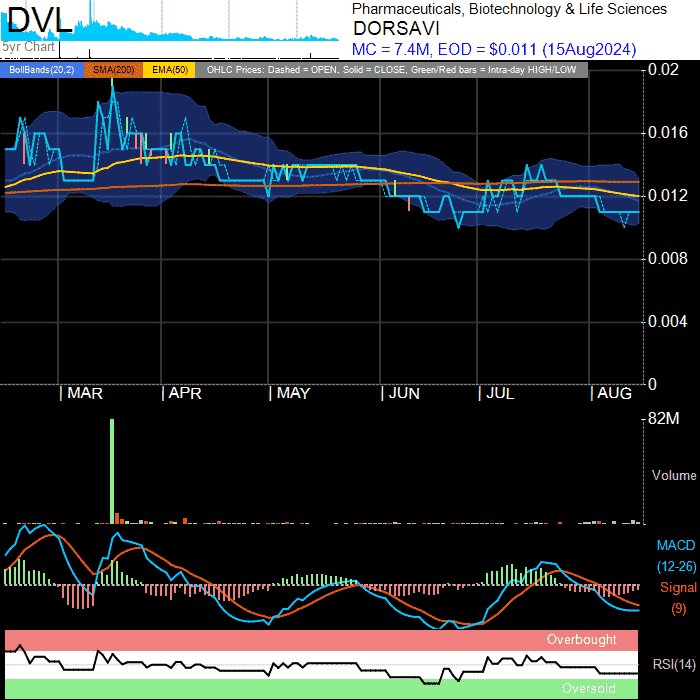 DVL
Pharmaceuticals, Biotechnology & Life Sciences
DORSAVI
5yr Chart
MC = 7.4M, EOD = $0.011 (15Aug2024)
BollBands(20,2) SMA(200) EMA(50) OHLC Prices: Dashed = OPEN, Solid = CLOSE, Green/Red bars = Intra-day HIGH/LOW
0.02
0.016
0.012
0.008
0.004
0
| MAR | APR | MAY | JUN | JUL | AUG
82M
Volume
MACD
(12-26)
Signal
(9)
Overbought
RSI(14)
Oversold